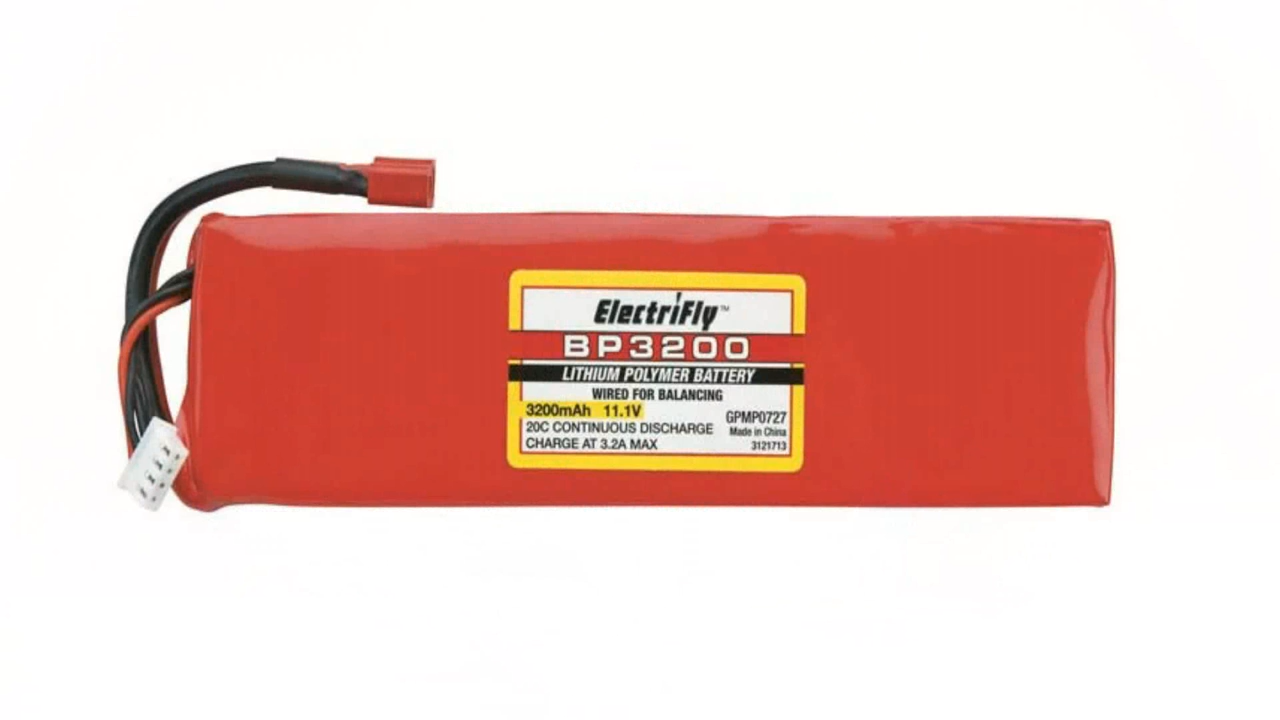 ElectriFly™
BP3200
LITHIUM POLYMER BATTERY
WIRED FOR BALANCING
3200mAh 11.1V
20C CONTINUOUS DISCHARGE
CHARGE AT 3.2A MAX
GPMP0727
Made in China
3121713